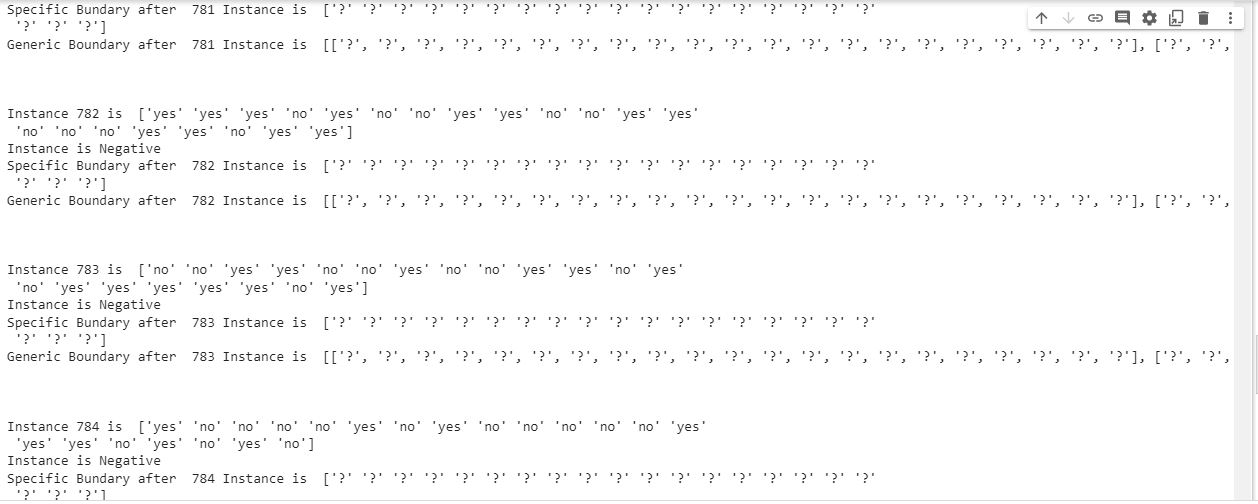 Specific Bundary after  781 Instance is  ['?' '?' '?' '?' '?' '?' '?' '?' '?' '?' '?' '?' '?' '?' '?' '?' '?' '?'
 '?' '?' '?']
Generic Boundary after  781 Instance is  [['?', '?', '?', '?', '?', '?', '?', '?', '?', '?', '?', '?', '?', '?', '?', '?', '?', '?', '?', '?', '?'], ['?', '?',
Instance 782 is  ['yes' 'yes' 'yes' 'no' 'yes' 'no' 'no' 'yes' 'yes' 'no' 'no' 'yes' 'yes'
 'no' 'no' 'no' 'yes' 'yes' 'no' 'yes' 'yes']
Instance is Negative
Specific Bundary after  782 Instance is  ['?' '?' '?' '?' '?' '?' '?' '?' '?' '?' '?' '?' '?' '?' '?' '?' '?' '?'
 '?' '?' '?']
Generic Boundary after  782 Instance is  [['?', '?', '?', '?', '?', '?', '?', '?', '?', '?', '?', '?', '?', '?', '?', '?', '?', '?', '?', '?', '?'], ['?', '?',
Instance 783 is  ['no' 'no' 'yes' 'yes' 'no' 'no' 'yes' 'no' 'no' 'yes' 'yes' 'no' 'yes'
 'no' 'yes' 'yes' 'yes' 'yes' 'yes' 'no' 'yes']
Instance is Negative
Specific Bundary after  783 Instance is  ['?' '?' '?' '?' '?' '?' '?' '?' '?' '?' '?' '?' '?' '?' '?' '?' '?' '?'
 '?' '?' '?']
Generic Boundary after  783 Instance is  [['?', '?', '?', '?', '?', '?', '?', '?', '?', '?', '?', '?', '?', '?', '?', '?', '?', '?', '?', '?', '?'], ['?', '?',
Instance 784 is  ['yes' 'no' 'no' 'no' 'no' 'yes' 'no' 'yes' 'no' 'no' 'no' 'no' 'no' 'yes'
 'yes' 'yes' 'no' 'yes' 'no' 'yes' 'no']
Instance is Negative
Specific Bundary after  784 Instance is  ['?' '?' '?' '?' '?' '?' '?' '?' '?' '?' '?' '?' '?' '?' '?' '?' '?' '?'
 '?' '?' '?']